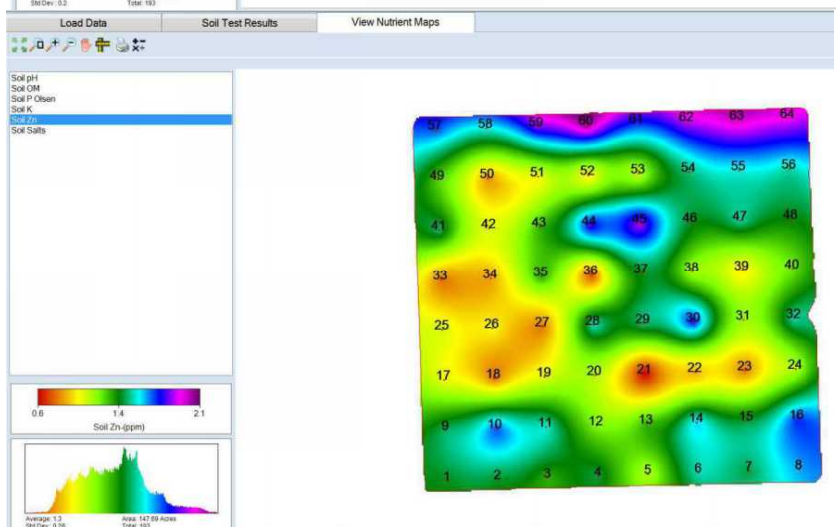 Std Dev : 0.2 Total: 193
Load Data Soil Test Results View Nutrient Maps
Soil pH
Soil OM
Soil P Olsen
Soil K
Soil Zn
Soil Salts
57 58 59 60 61 62 63 64
49 50 51 52 53 54 55 56
41 42 43 44 45 46 47 48
33 34 35 36 37 38 39 40
25 26 27 28 29 30 31 32
17 18 19 20 21 22 23 24
9 10 11 12 13 14 15 16
1 2 3 4 5 6 7 8
0.6 1.4 2.1
Soil Zn-(ppm)
Average: 1.3 Area: 147.69 Acres
Std Dev : 0.26 Total: 193